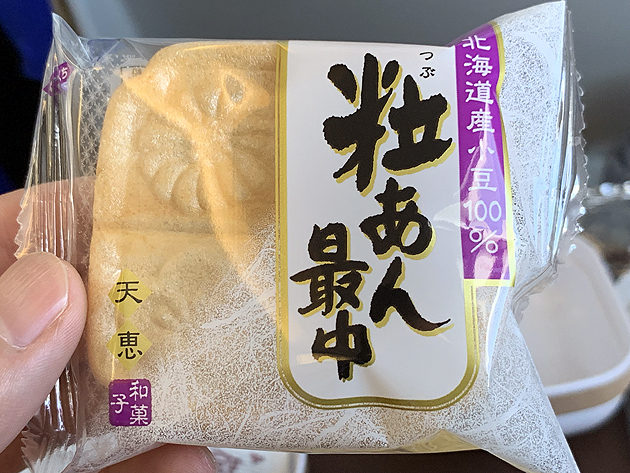 北海道産小豆100%
つぶ
粒あん
最中
天恵
和菓子